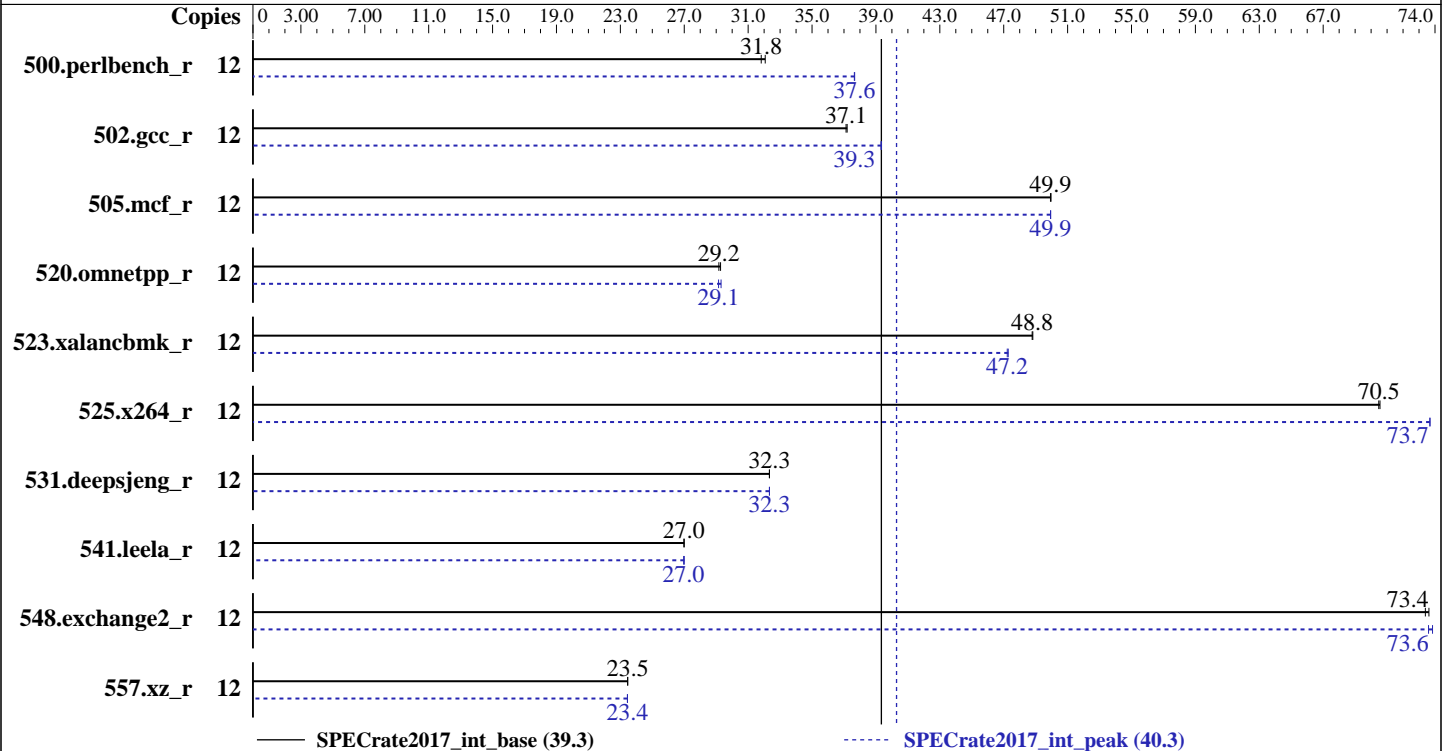 Copies 0 3.00 7.00 11.0 15.0 19.0 23.0 27.0 31.0 35.0 39.0 43.0 47.0 51.0 55.0 59.0 63.0 67.0 74.0
31.8
500.perlbench_r 12
37.6
37.1
502.gcc_r 12
39.3
49.9
505.mcf_r 12
49.9
29.2
520.omnetpp_r 12
29.1
48.8
523.xalancbmk_r 12
47.2
70.5
525.x264_r 12
73.7
32.3
531.deepsjeng_r 12
32.3
27.0
541.leela_r 12
27.0
73.4
548.exchange2_r 12
73.6
23.5
557.xz_r 12
23.4
SPECrate2017_int_base (39.3) SPECrate2017_int_peak (40.3)